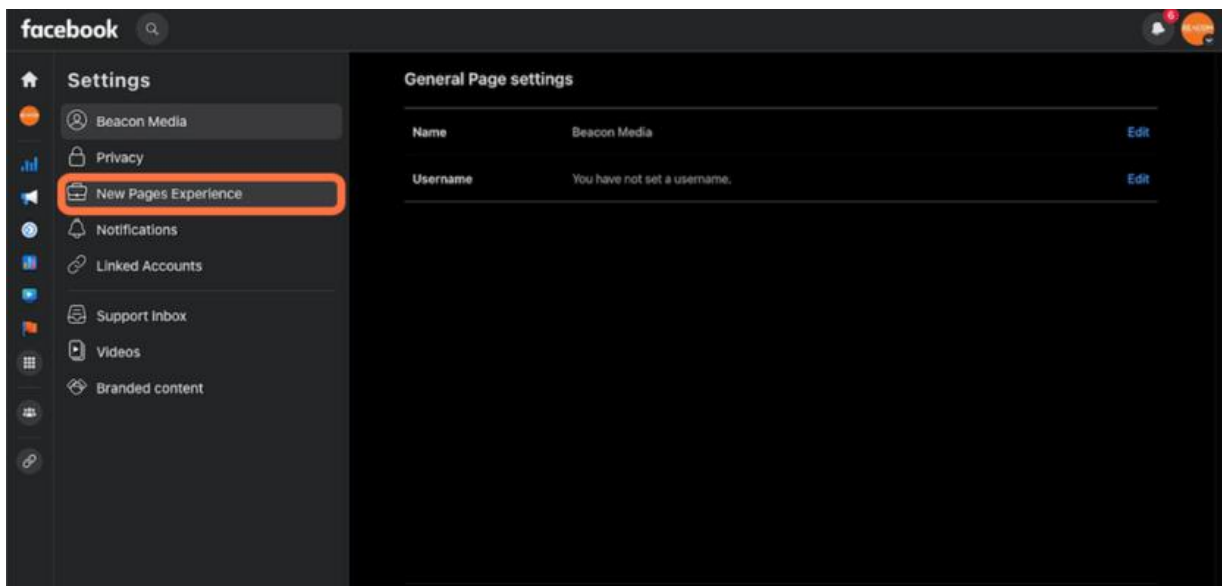 facebook
6
Settings
Beacon Media
Privacy
New Pages Experience
Notifications
Linked Accounts
Support Inbox
Videos
Branded content
General Page settings
Name Beacon Media Edit
Username You have not set a username. Edit